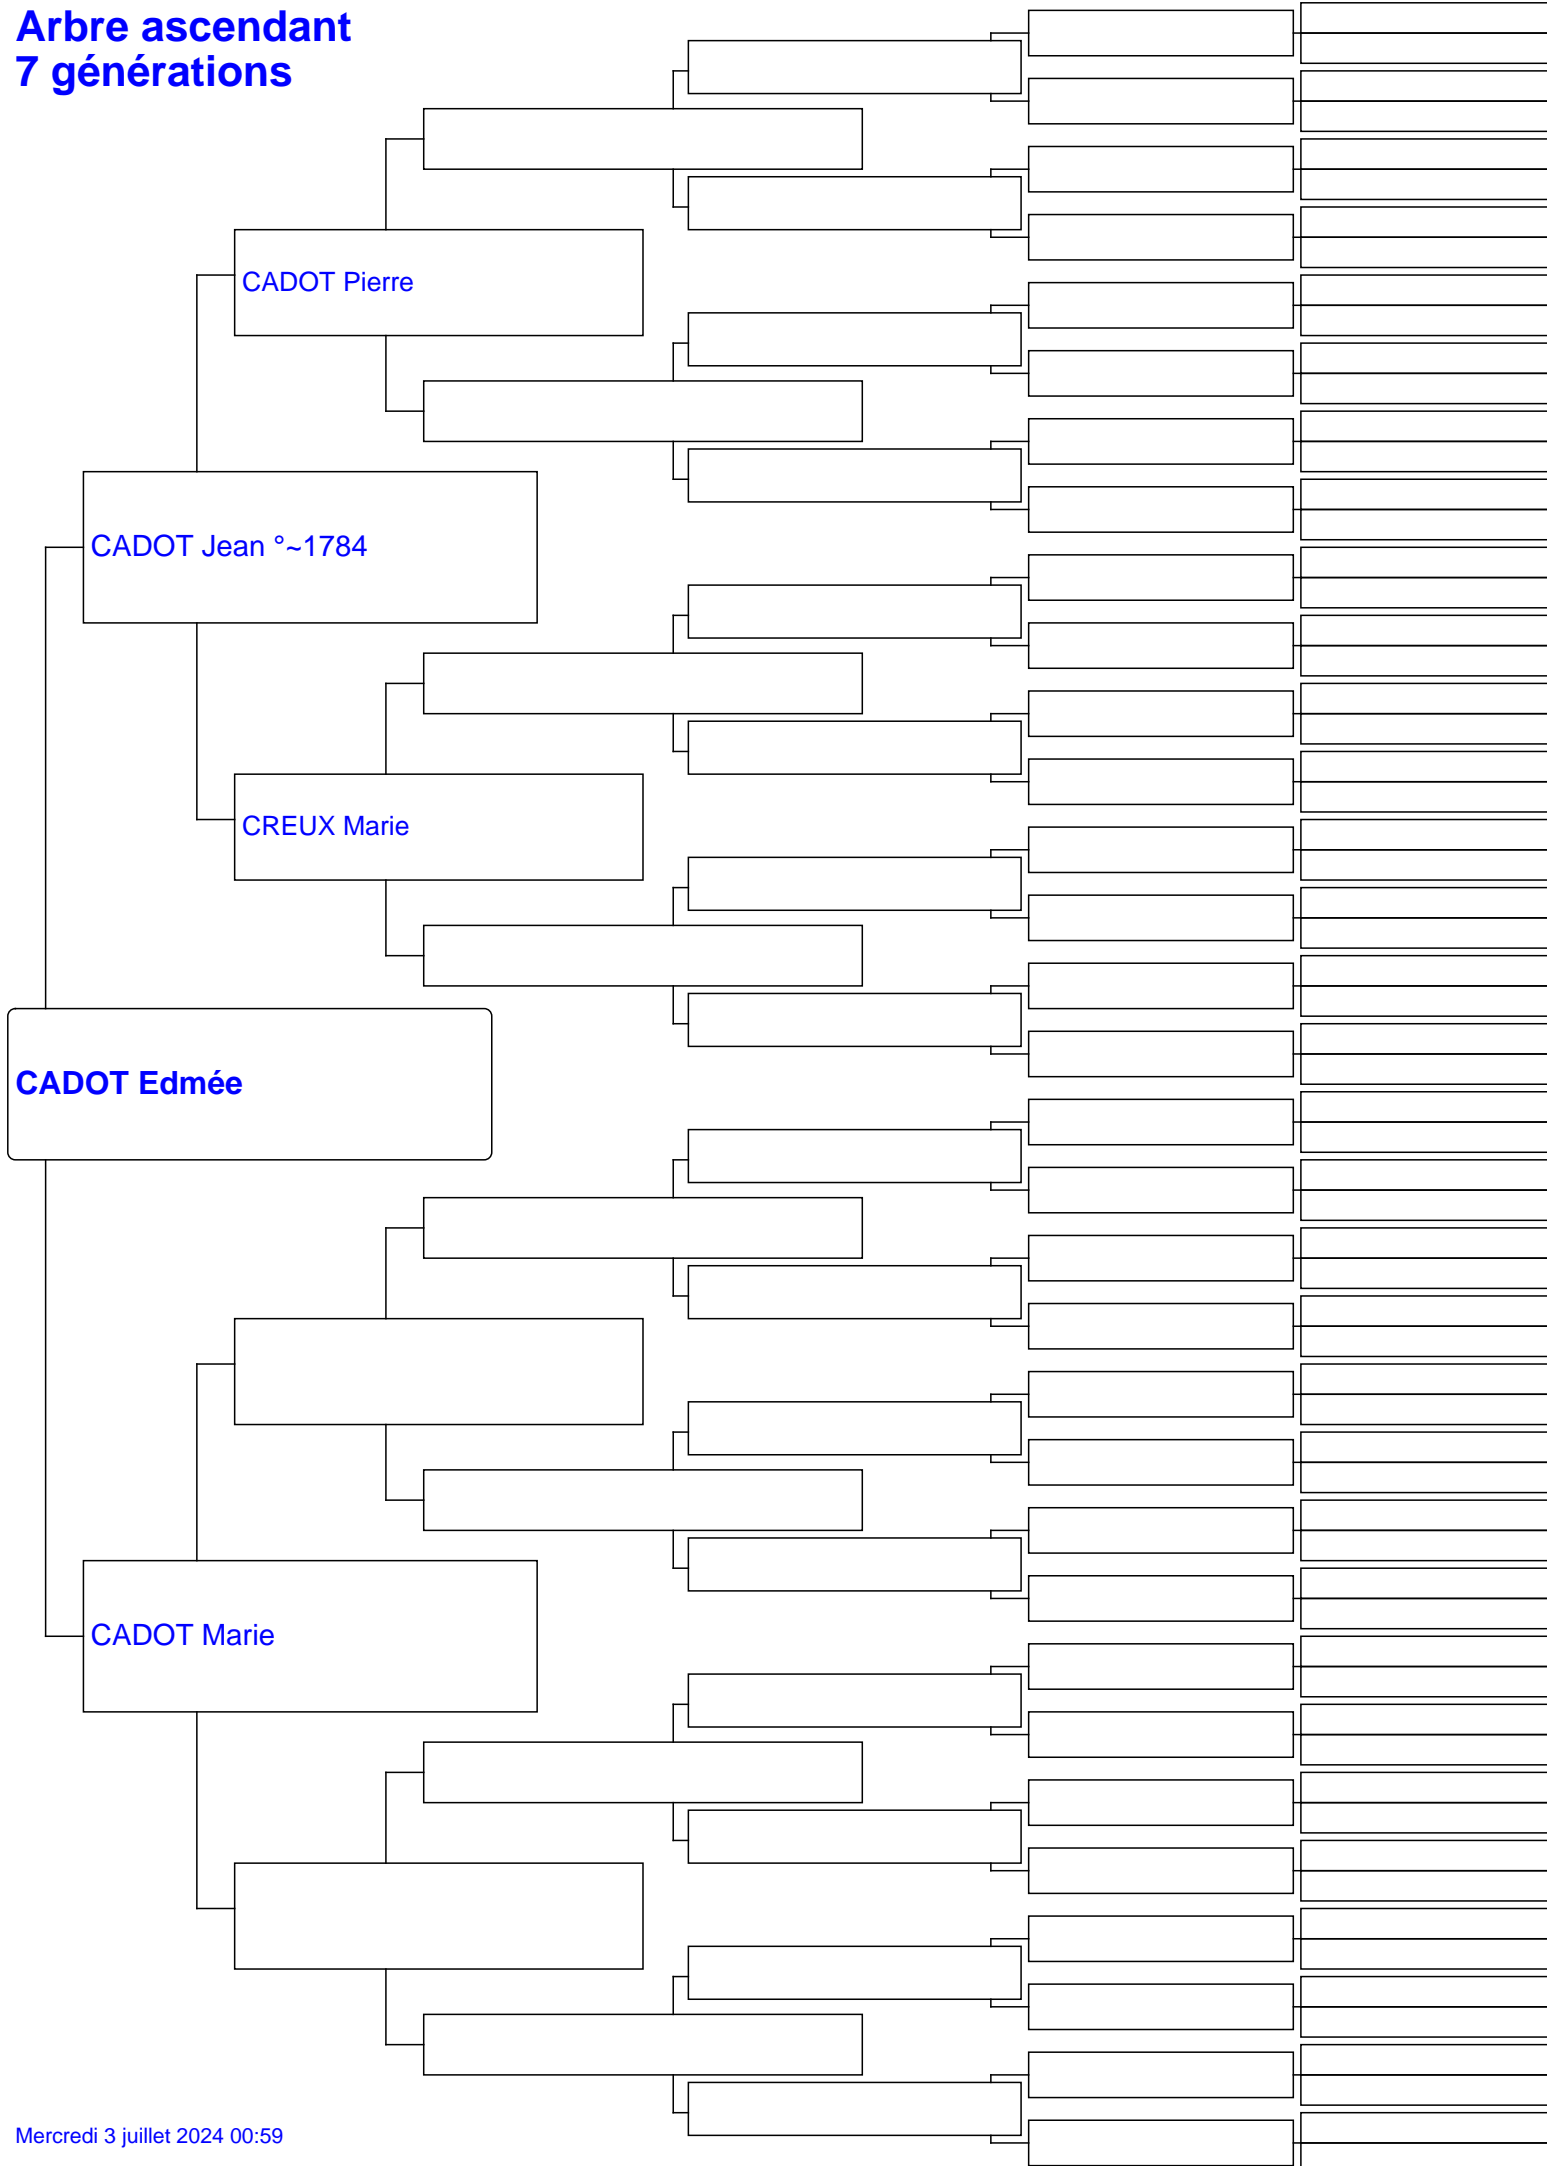 Arbre ascendant
7 générations
CADOT Pierre
CADOT Jean °~1784
CREUX Marie
CADOT Edmée
CADOT Marie
Mercredi 3 juillet 2024 00:59